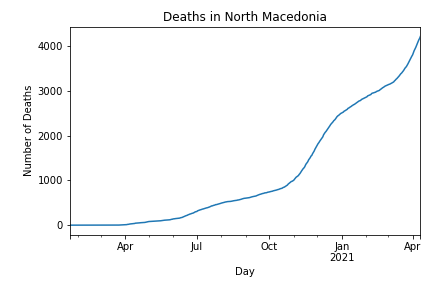 Deaths in North Macedonia
Number of Deaths
4000
3000
2000
1000
0
Apr Jul Oct Jan Apr
2021
Day